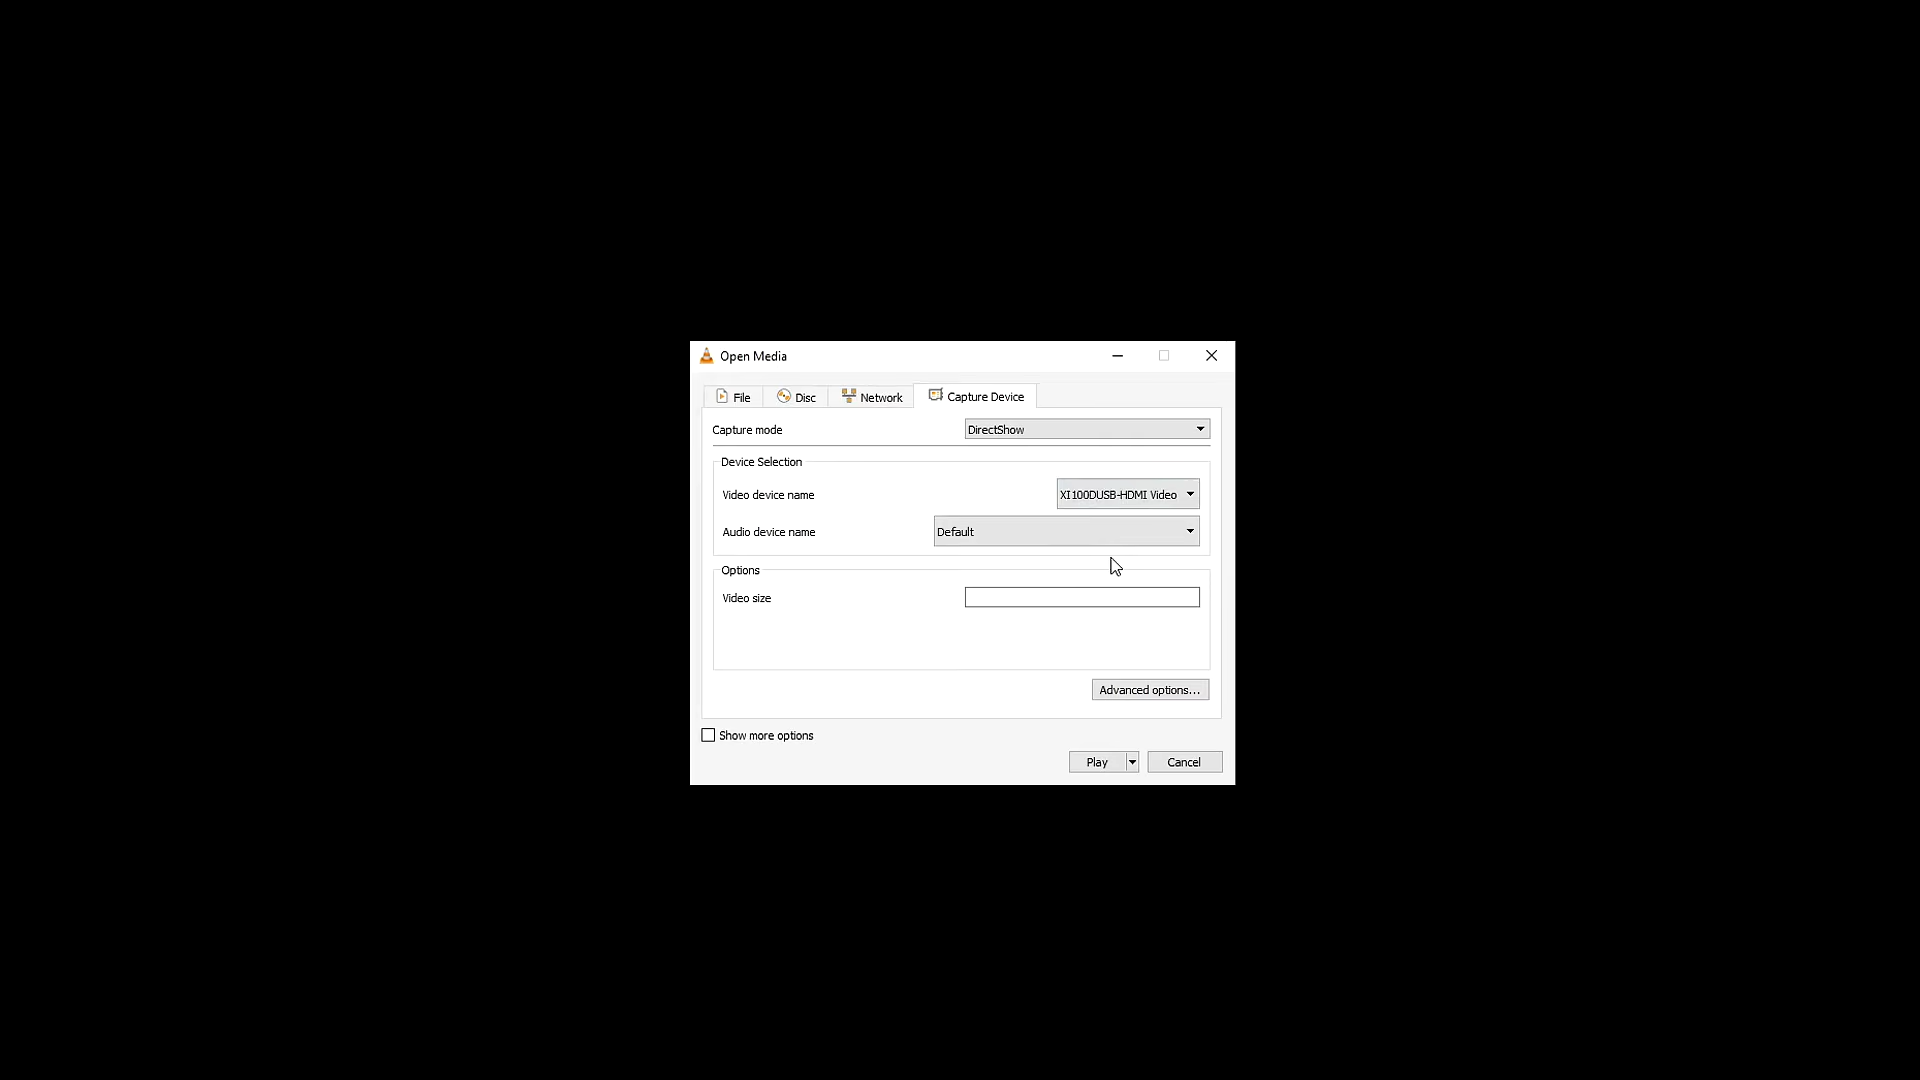 Open Media
File Disc Network Capture Device
Capture mode DirectShow
Device Selection
Video device name XI100DUSB-HDMI Video
Audio device name Default
Options
Video size
Advanced options...
Show more options
Play Cancel